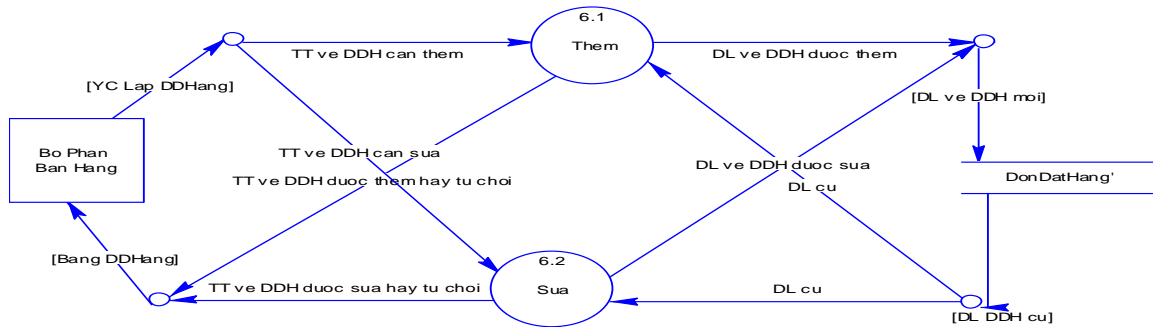 6.1
Them
TT ve DDH can them
DL ve DDH duoc them
[YC Lap DDHang]
[DL ve DDH moi]
Bo Phan
Ban Hang
TT ve DDH can sua
DL ve DDH duoc sua
TT ve DDH duoc them hay tu choi
DL cu
DonDatHang'
[Bang DDHang]
6.2
Sua
TT ve DDH duoc sua hay tu choi
DL cu
[DL DDH cu]